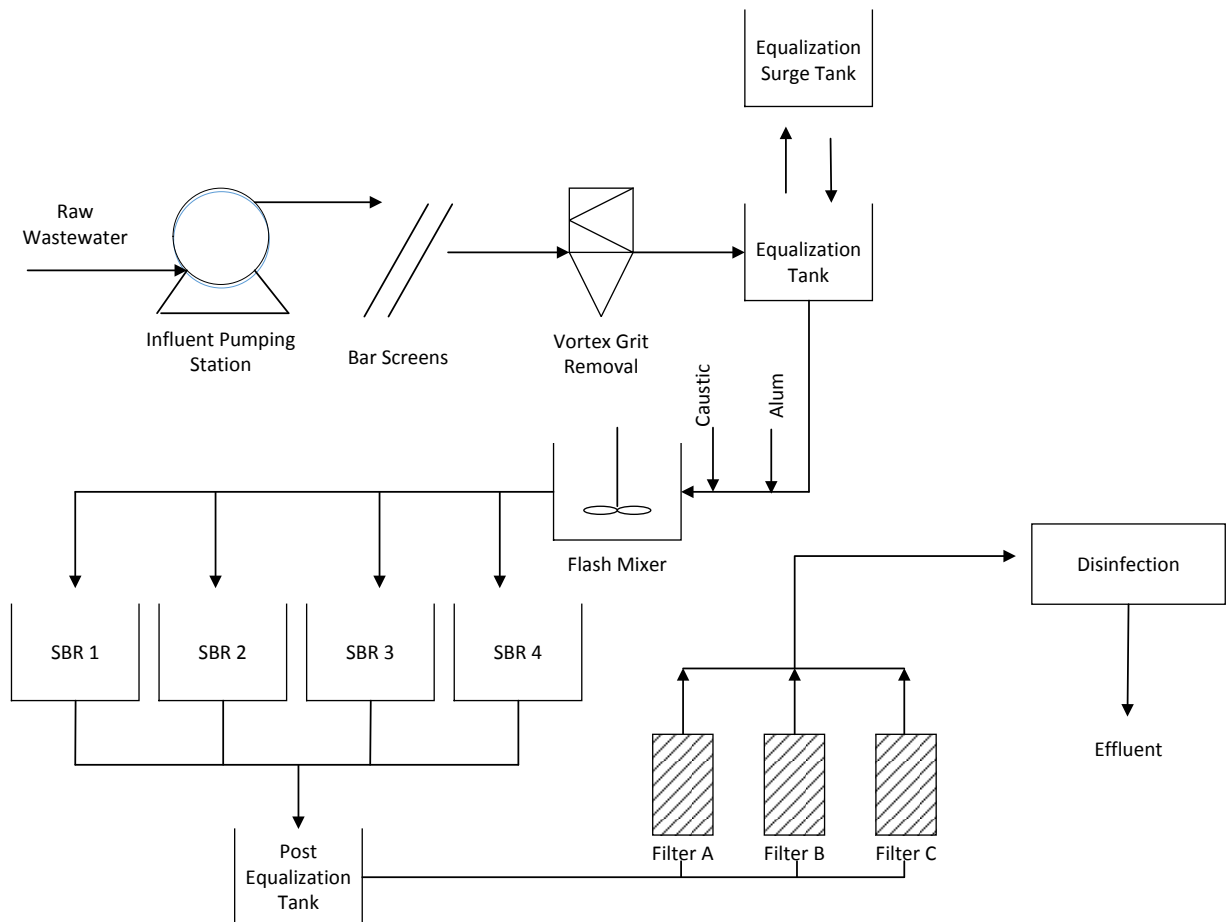 Equalization
Surge Tank
Raw
Wastewater
Equalization
Tank
Influent Pumping
Station
Bar Screens
Vortex Grit
Removal
Caustic
Alum
Flash Mixer
Disinfection
SBR 1
SBR 2
SBR 3
SBR 4
Effluent
Filter A
Filter B
Filter C
Post
Equalization
Tank